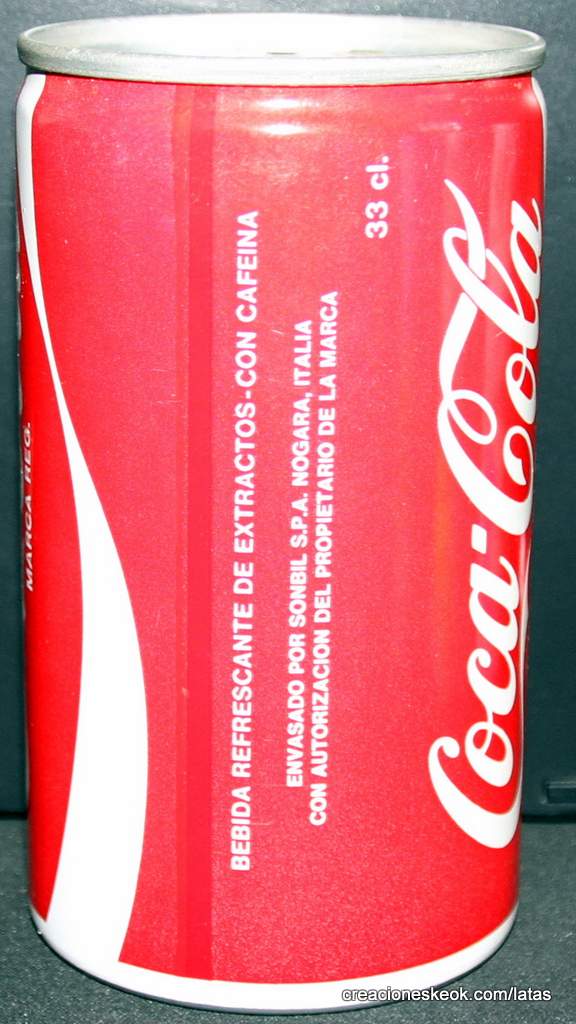 MARCA REG.
BEBIDA REFRESCANTE DE EXTRACTOS-CON CAFEINA
ENVASADO POR SONBIL S.P.A. NOGARA, ITALIA
CON AUTORIZACION DEL PROPIETARIO DE LA MARCA
33 cl.
Coca-Cola
creacioneskeok.com/latas